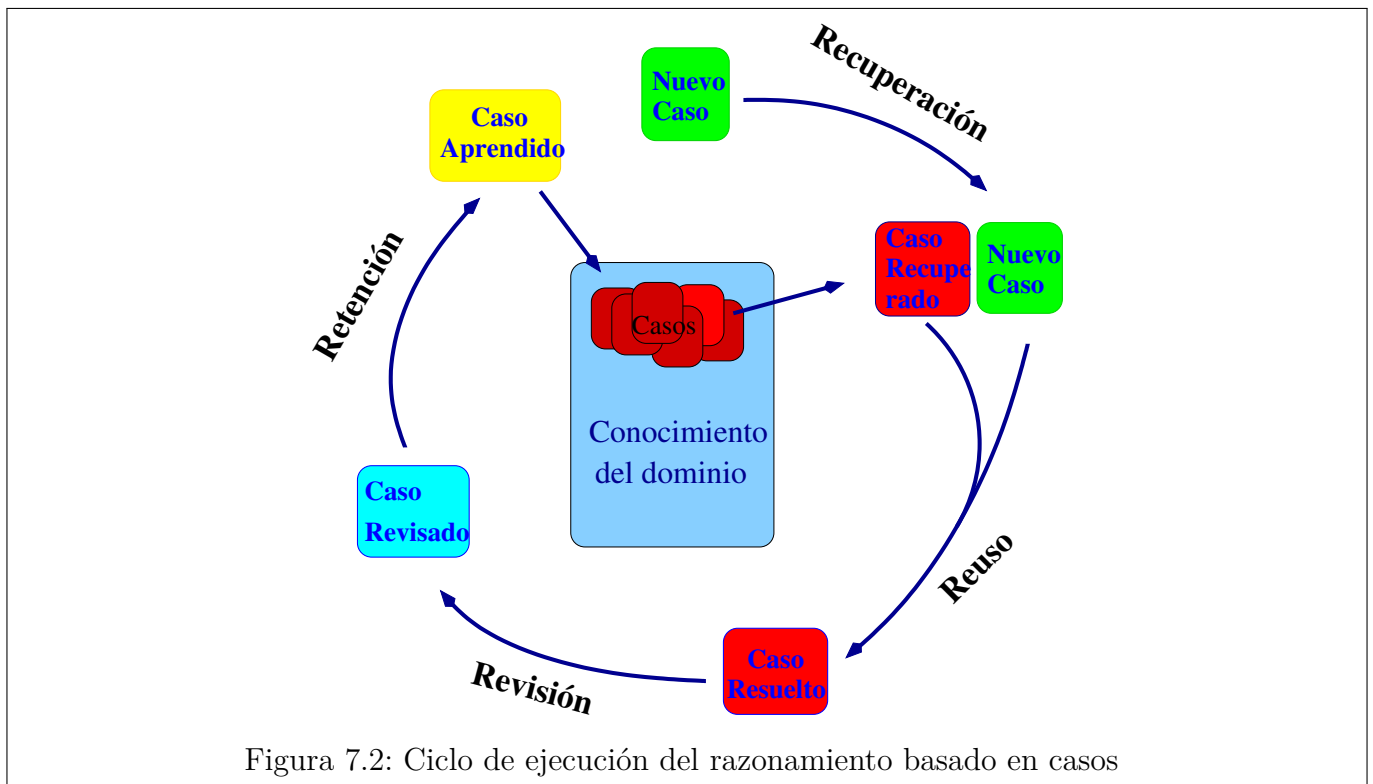 Nuevo
Caso
Recuperación
Caso
Aprendido
Caso
Recupe
rado
Nuevo
Caso
Retención
Casos
Conocimiento
del dominio
Caso
Revisado
Reuso
Caso
Resuelto
Revisión
Figura 7.2: Ciclo de ejecución del razonamiento basado en casos